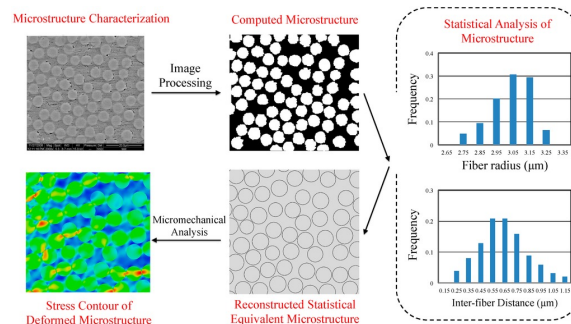 Microstructure Characterization
Computed Microstructure
Statistical Analysis of
Microstructure
Image
Processing
Frequency
0.4
0.3
0.2
0.1
0
2.65 2.75 2.85 2.95 3.05 3.15 3.25 3.35
Fiber radius (μm)
Micromechanical
Analysis
Frequency
0.3
0.2
0.1
0
0.15 0.25 0.35 0.45 0.55 0.65 0.75 0.85 0.95 1.05 1.15
Inter-fiber Distance (μm)
Stress Contour of
Deformed Microstructure
Reconstructed Statistical
Equivalent Microstructure